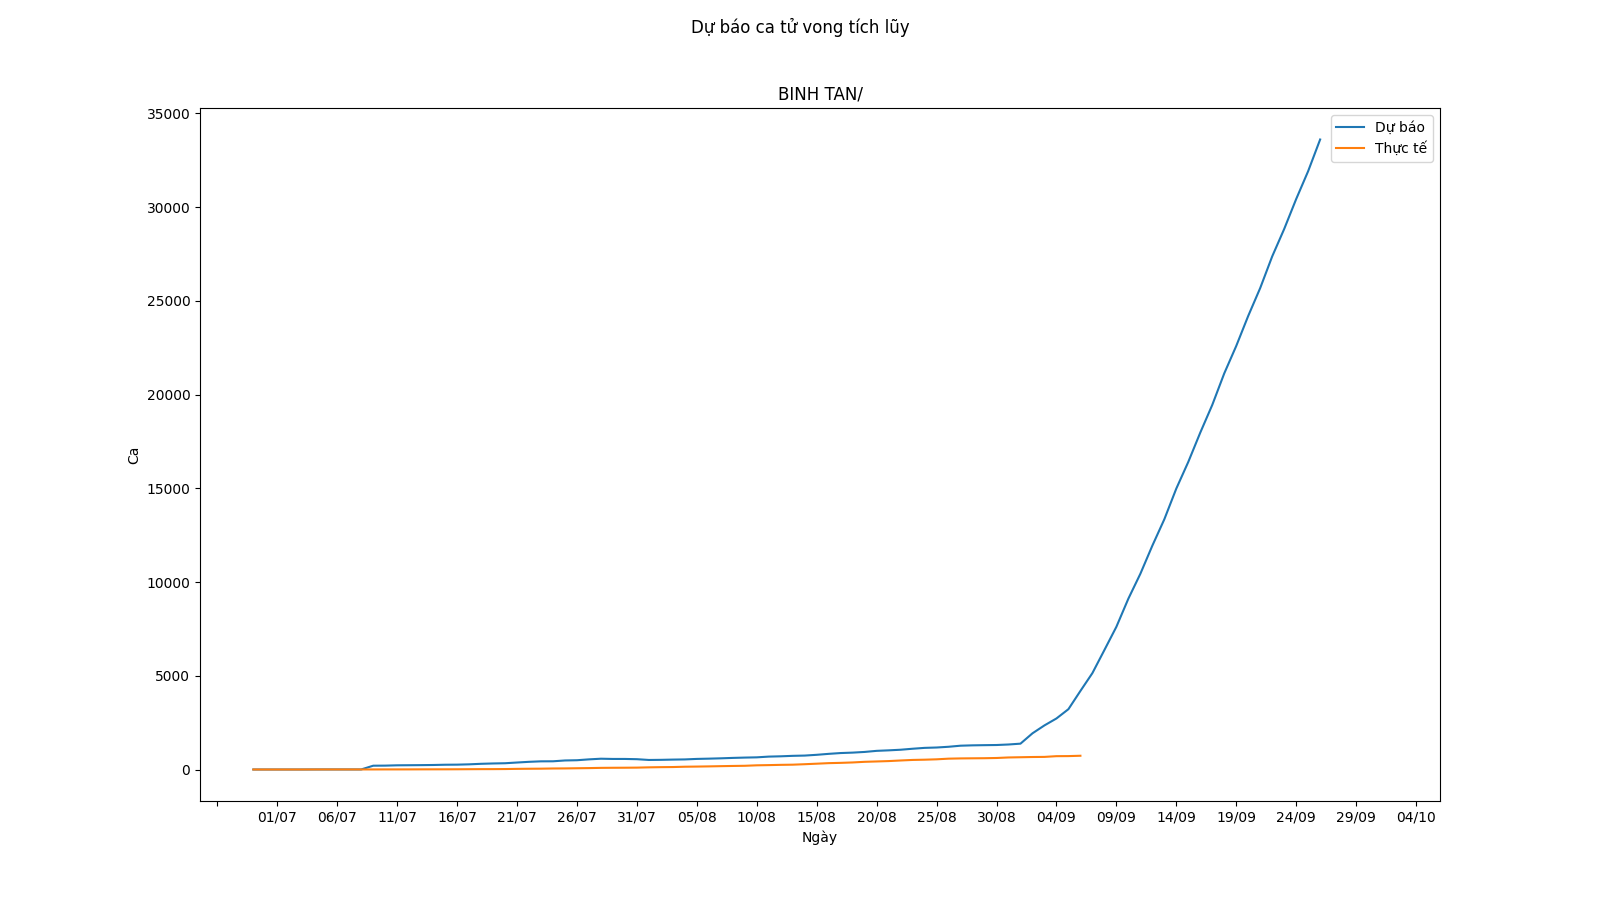 Dự báo ca tử vong tích lũy
BINH TAN/
Dự báo
Thực tế
35000
30000
25000
20000
15000
10000
5000
0
Ca
01/07 06/07 11/07 16/07 21/07 26/07 31/07 05/08 10/08 15/08 20/08 25/08 30/08 04/09 09/09 14/09 19/09 24/09 29/09 04/10
Ngày